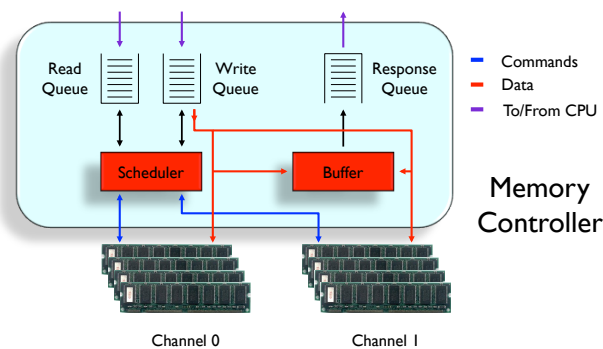 Read
Queue
Write
Queue
Response
Queue
Commands
Data
To/From CPU
Scheduler
Buffer
Memory
Controller
Channel 0
Channel 1